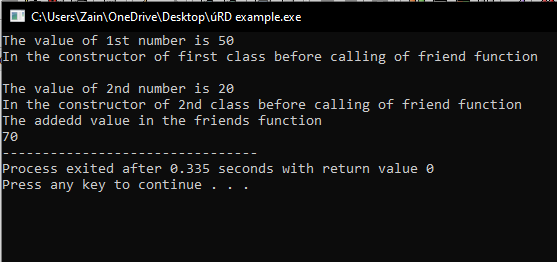 C:\Users\Zain\OneDrive\Desktop\úRD example.exe
The value of 1st number is 50
In the constructor of first class before calling of friend function
The value of 2nd number is 20
In the constructor of 2nd class before calling of friend function
The addedd value in the friends function
70
--------------------------------
Process exited after 0.335 seconds with return value 0
Press any key to continue . . .